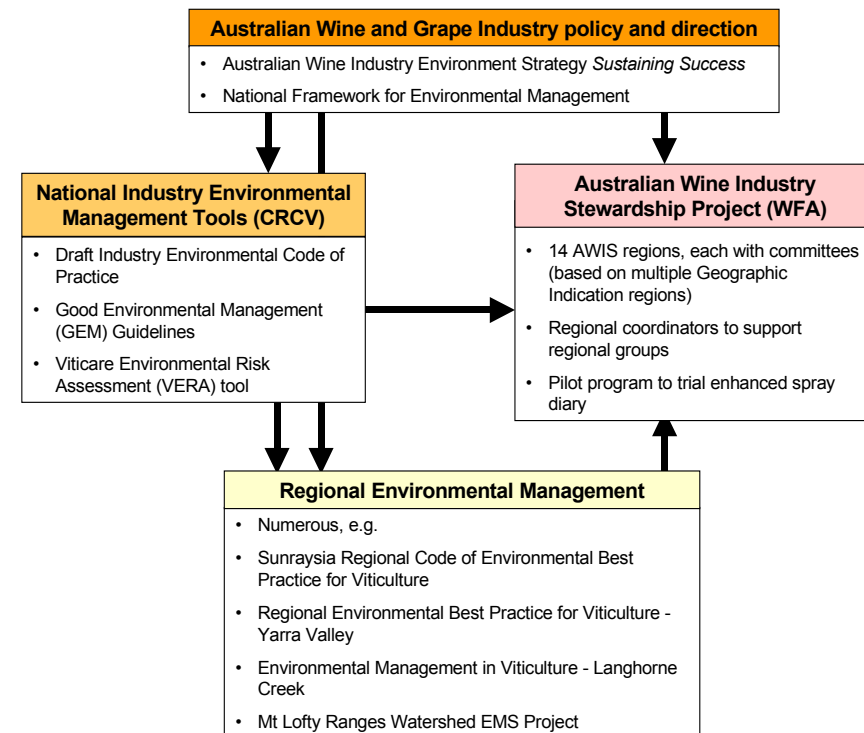 Australian Wine and Grape Industry policy and direction
• Australian Wine Industry Environment Strategy Sustaining Success
• National Framework for Environmental Management
National Industry Environmental
Management Tools (CRCV)
• Draft Industry Environmental Code of
Practice
• Good Environmental Management
(GEM) Guidelines
• Viticare Environmental Risk
Assessment (VERA) tool
Australian Wine Industry
Stewardship Project (WFA)
• 14 AWIS regions, each with committees
(based on multiple Geographic
Indication regions)
• Regional coordinators to support
regional groups
• Pilot program to trial enhanced spray
diary
Regional Environmental Management
• Numerous, e.g.
• Sunraysia Regional Code of Environmental Best
Practice for Viticulture
• Regional Environmental Best Practice for Viticulture -
Yarra Valley
• Environmental Management in Viticulture - Langhorne
Creek
• Mt Lofty Ranges Watershed EMS Project